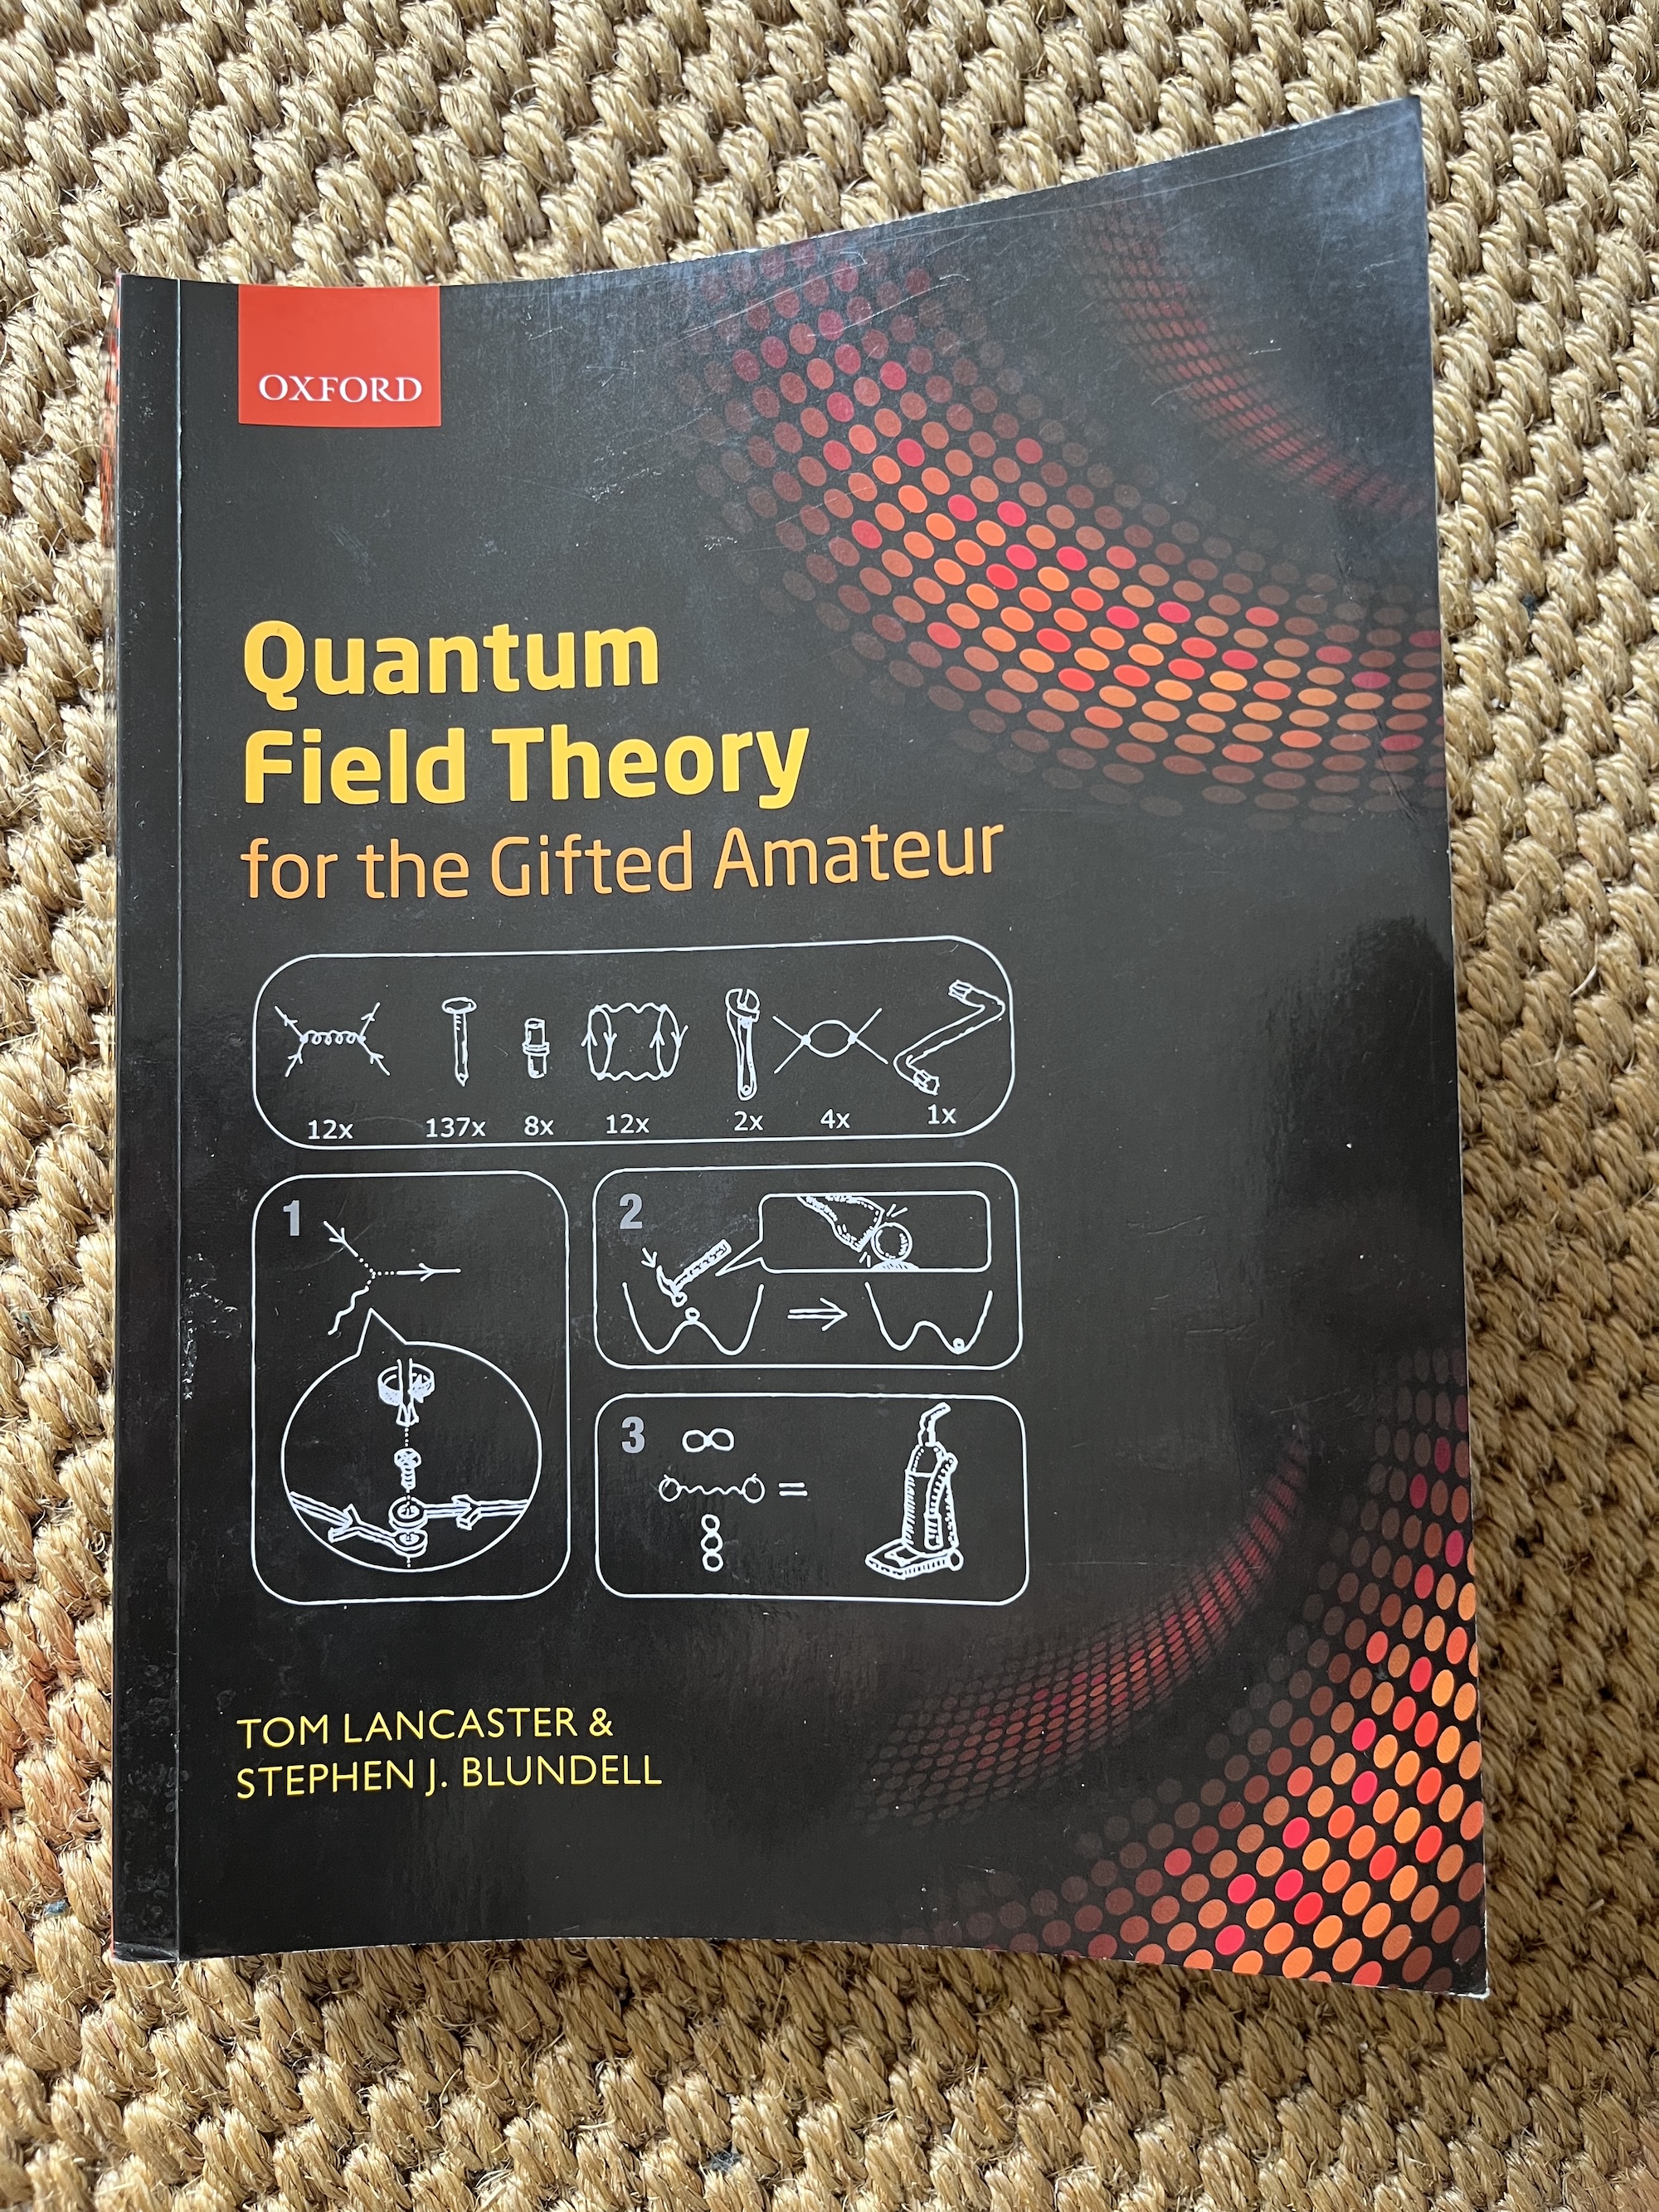 OXFORD
Quantum
Field Theory
for the Gifted Amateur
12x 137x 8x 12x 2x 4x 1x
1
2
3
=
TOM LANCASTER &
STEPHEN J. BLUNDELL